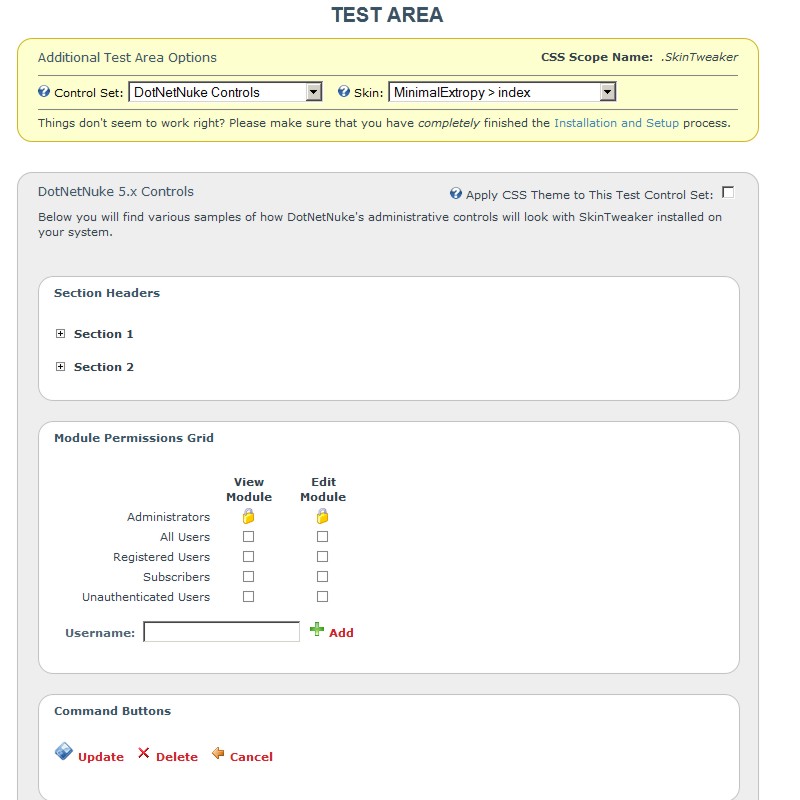 TEST AREA
Additional Test Area Options CSS Scope Name: .SkinTweaker
Control Set: DotNetNuke Controls Skin: MinimalExtropy > index
Things don't seem to work right? Please make sure that you have completely finished the Installation and Setup process.
DotNetNuke 5.x Controls Apply CSS Theme to This Test Control Set:
Below you will find various samples of how DotNetNuke's administrative controls will look with SkinTweaker installed on
your system.
Section Headers
Section 1
Section 2
Module Permissions Grid
View Edit
Module Module
Administrators
All Users
Registered Users
Subscribers
Unauthenticated Users
Username: Add
Command Buttons
Update Delete Cancel